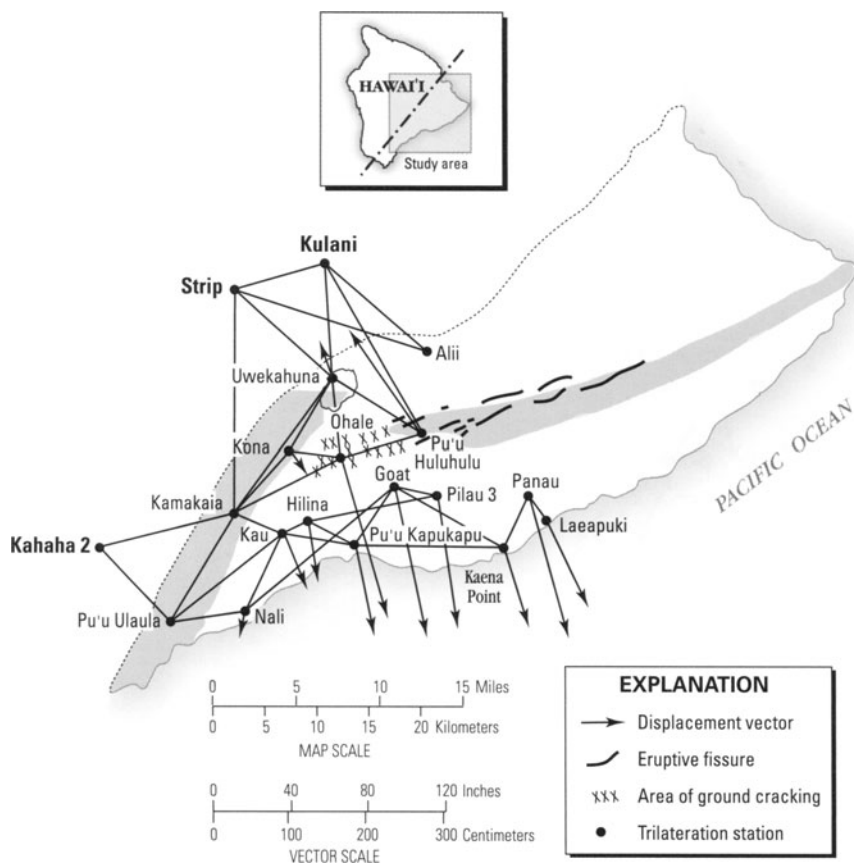 HAWAI'I
Study area
Kulani
Strip
Alii
Uwekahuna
Ohale
Kona
Pu'u
Huluhulu
PACIFIC OCEAN
Goat
Panau
Kamakaia
Hilina
Pilau 3
Laeapuki
Kau
Pu'u Kapukapu
Kahaha 2
Kaena
Point
Pu'u Ulaula
Nali
0 5 10 15 Miles
0 5 10 15 20 Kilometers
MAP SCALE
0 40 80 120 Inches
0 100 200 300 Centimeters
VECTOR SCALE
EXPLANATION
Displacement vector
Eruptive fissure
xxx Area of ground cracking
Trilateration station